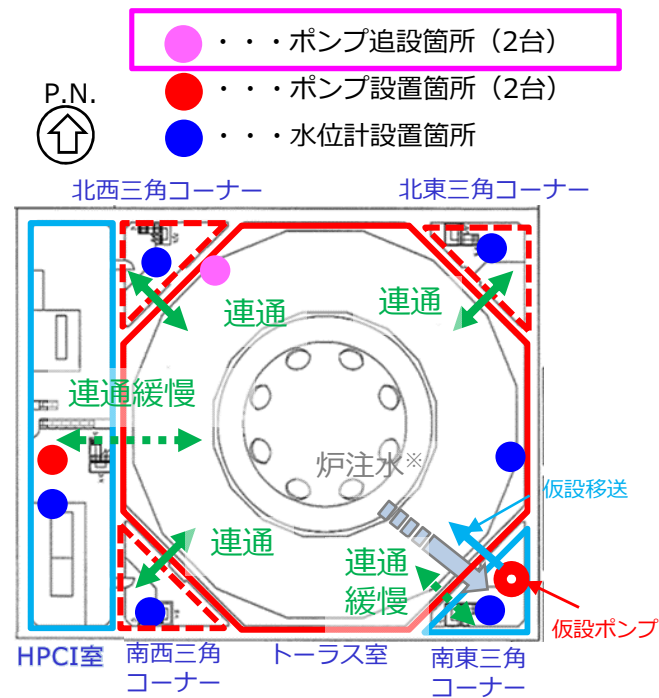 ・・・ポンプ追設箇所（2台）
・・・ポンプ設置箇所（2台）
P.N.
・・・水位計設置箇所
北西三角コーナー
北東三角コーナー
連通
連通
連通緩慢
炉注水※
仮設移送
連通
連通
緩慢
仮設ポンプ
HPCI室
南西三角
コーナー
トーラス室
南東三角
コーナー